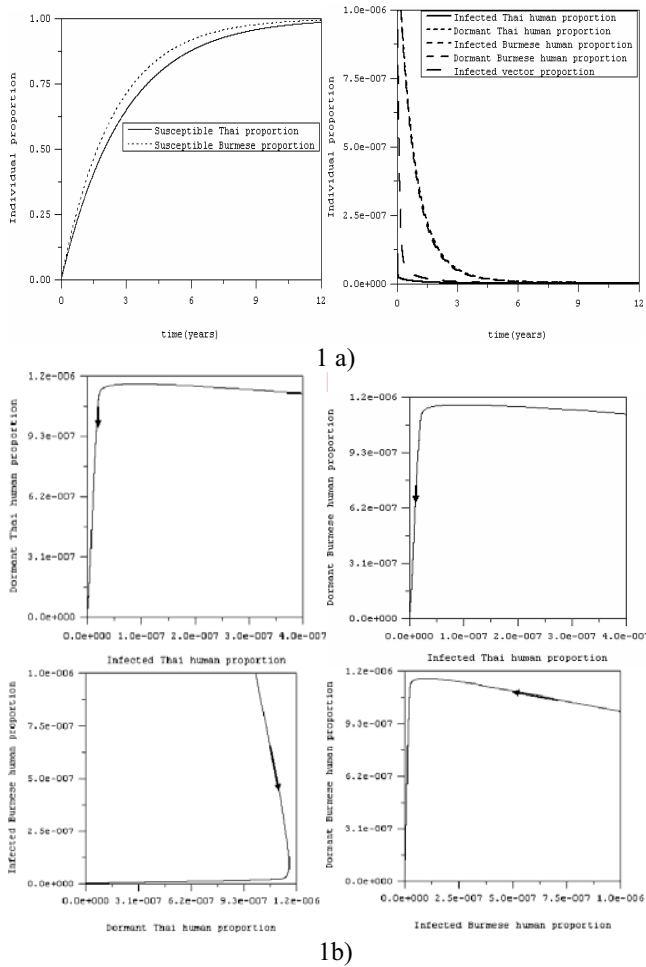 1.00
0.75
0.50
0.25
0.00
Individual proportion
Susceptible Thai proportion
Susceptible Burmese proportion
0 3 6 9 12
time(years)
1.0e-006
7.5e-007
5.0e-007
2.5e-007
0.0e+000
Individual proportion
Infected Thai human proportion
Dormant Thai human proportion
Infected Burmese human proportion
Dormant Burmese human proportion
Infected vector proportion
0 3 6 9 12
time(years)
1 a)
1.2e-006
9.3e-007
6.2e-007
3.1e-007
0.0e+000
Dormant Thai human proportion
0.0e+000 1.0e-007 2.0e-007 3.0e-007 4.0e-007
Infected Thai human proportion
1.2e-006
9.3e-007
6.2e-007
3.1e-007
0.0e+000
Dormant Burmese human proportion
0.0e+000 1.0e-007 2.0e-007 3.0e-007 4.0e-007
Infected Thai human proportion
1.0e-006
7.5e-007
5.0e-007
2.5e-007
0.0e+000
Infected Burmese human proportion
0.0e+000 3.1e-007 6.2e-007 9.3e-007 1.2e-006
Dormant Thai human proportion
1.2e-006
9.3e-007
6.2e-007
3.1e-007
0.0e+000
Dormant Burmese human proportion
0.0e+000 2.5e-007 5.0e-007 7.5e-007 1.0e-006
Infected Burmese human proportion
1b)